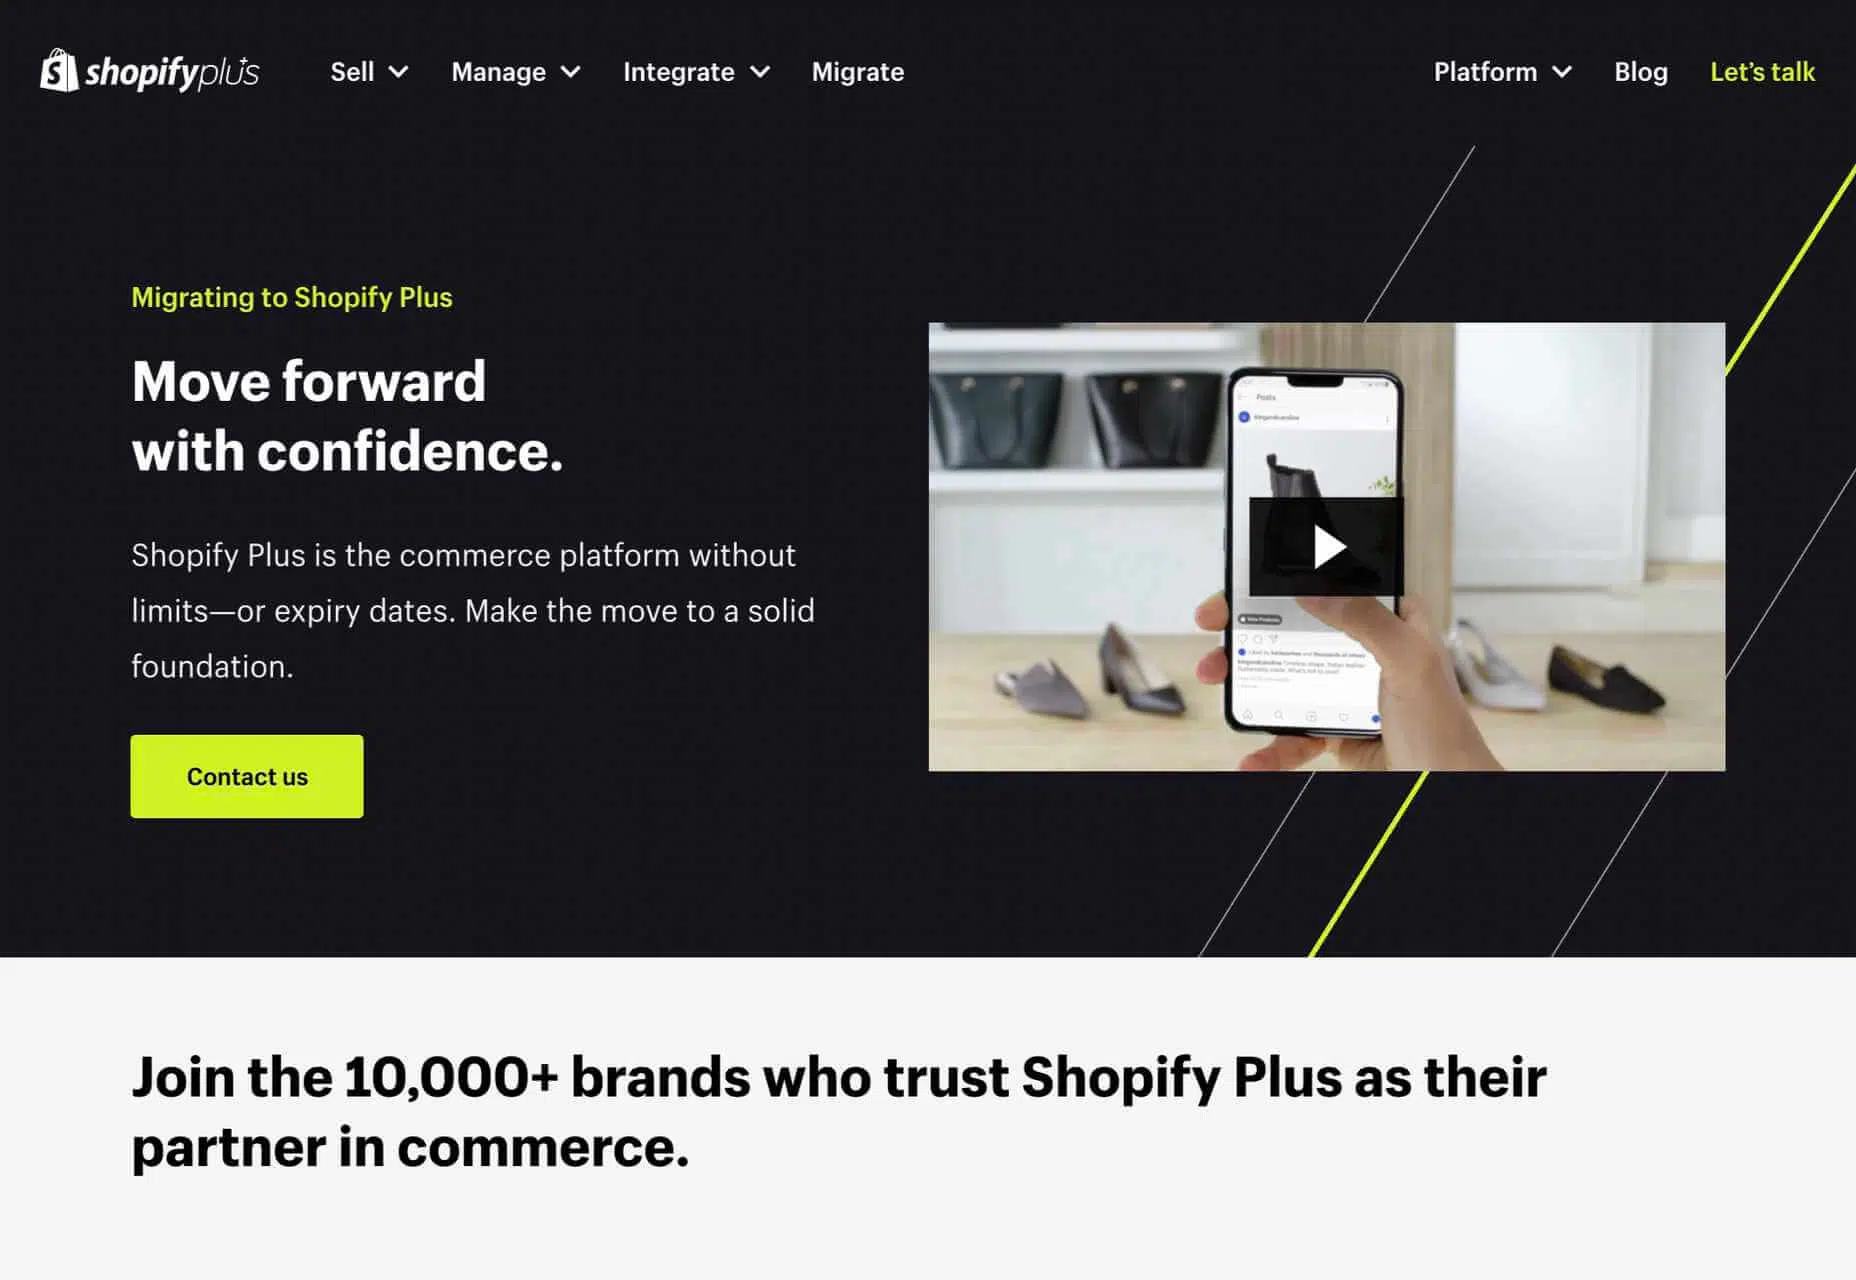 shopifyplus
Sell
Manage
Integrate
Migrate
Platform
Blog
Let's talk
Migrating to Shopify Plus
Move forward
with confidence.
Shopify Plus is the commerce platform without
limits—or expiry dates. Make the move to a solid
foundation.
Contact us
Posts
Join the 10,000+ brands who trust Shopify Plus as their
partner in commerce.